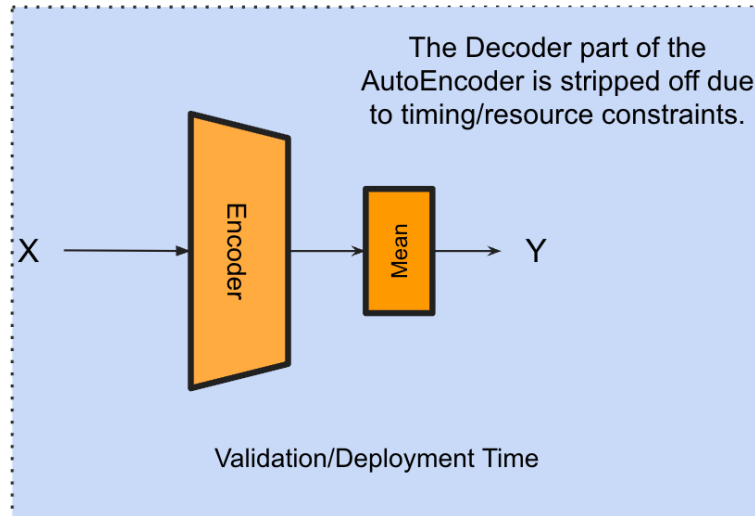 The Decoder part of the
AutoEncoder is stripped off due
to timing/resource constraints.
X
Encoder
Mean
Y
Validation/Deployment Time